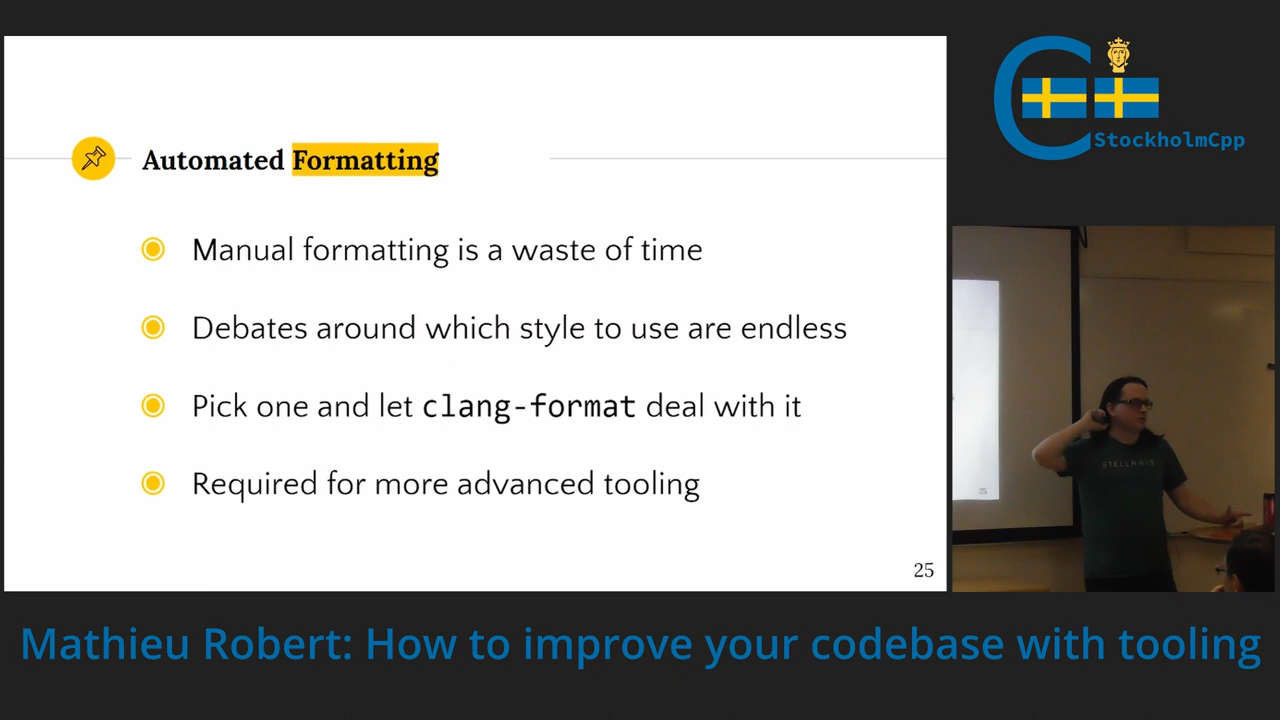 Automated Formatting
Manual formatting is a waste of time
Debates around which style to use are endless
Pick one and let clang-format deal with it
Required for more advanced tooling
25
StockholmCpp
STELLARIS
25
Mathieu Robert: How to improve your codebase with tooling